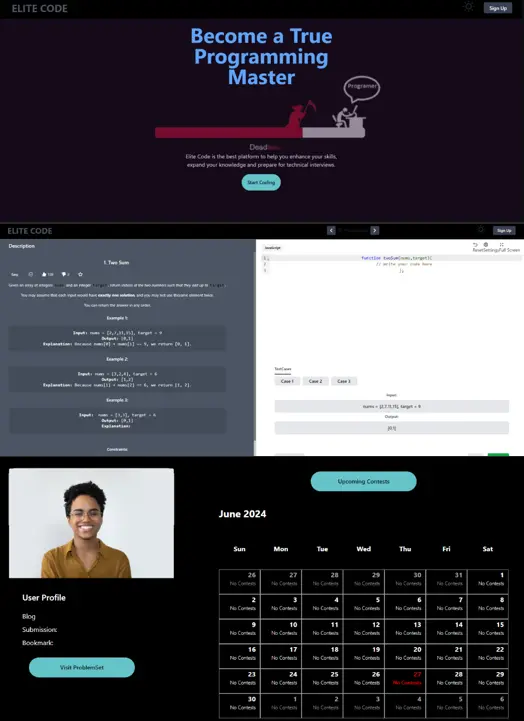 ELITE CODE
Sign Up
Become a True
Programming
Master
Programer
Elite Code is the best platform to help you enhance your skills,
expand your knowledge and prepare for technical interviews.
Start Coding
ELITE CODE
Sign Up
Description
1. Two Sum
Easy
Given an array of integers nums and an integer target, return indices of the two numbers such that they add up to target.
You may assume that each input would have exactly one solution, and you may not use the same element twice.
You can return the answer in any order.
Example 1:
Input: nums = [2,7,11,15], target = 9
Output: [0,1]
Explanation: Because nums[0] + nums[1] == 9, we return [0, 1].
Example 2:
Input: nums = [3,2,4], target = 6
Output: [1,2]
Explanation: Because nums[1] + nums[2] == 6, we return [1, 2].
Example 3:
Input: nums = [3,3], target = 6
Output: [0,1]
Explanation:
Constraints:
JavaScript
Reset Settings Full Screen
1 function twoSum(nums,target){
2 // Write your code here
3 };
TestCases
Case 1 Case 2 Case 3
Input:
nums = [2,7,11,15], target = 9
Output:
[0,1]
User Profile
Blog
Submission:
Bookmark:
Visit ProblemSet
Upcoming Contests
June 2024
Sun Mon Tue Wed Thu Fri Sat
26 27 28 29 30 31 1
No Contests No Contests No Contests No Contests No Contests No Contests No Contests
2 3 4 5 6 7 8
No Contests No Contests No Contests No Contests No Contests No Contests No Contests
9 10 11 12 13 14 15
No Contests No Contests No Contests No Contests No Contests No Contests No Contests
16 17 18 19 20 21 22
No Contests No Contests No Contests No Contests No Contests No Contests No Contests
23 24 25 26 27 28 29
No Contests No Contests No Contests No Contests No Contests No Contests No Contests
30 1 2 3 4 5 6
No Contests No Contests No Contests No Contests No Contests No Contests No Contests